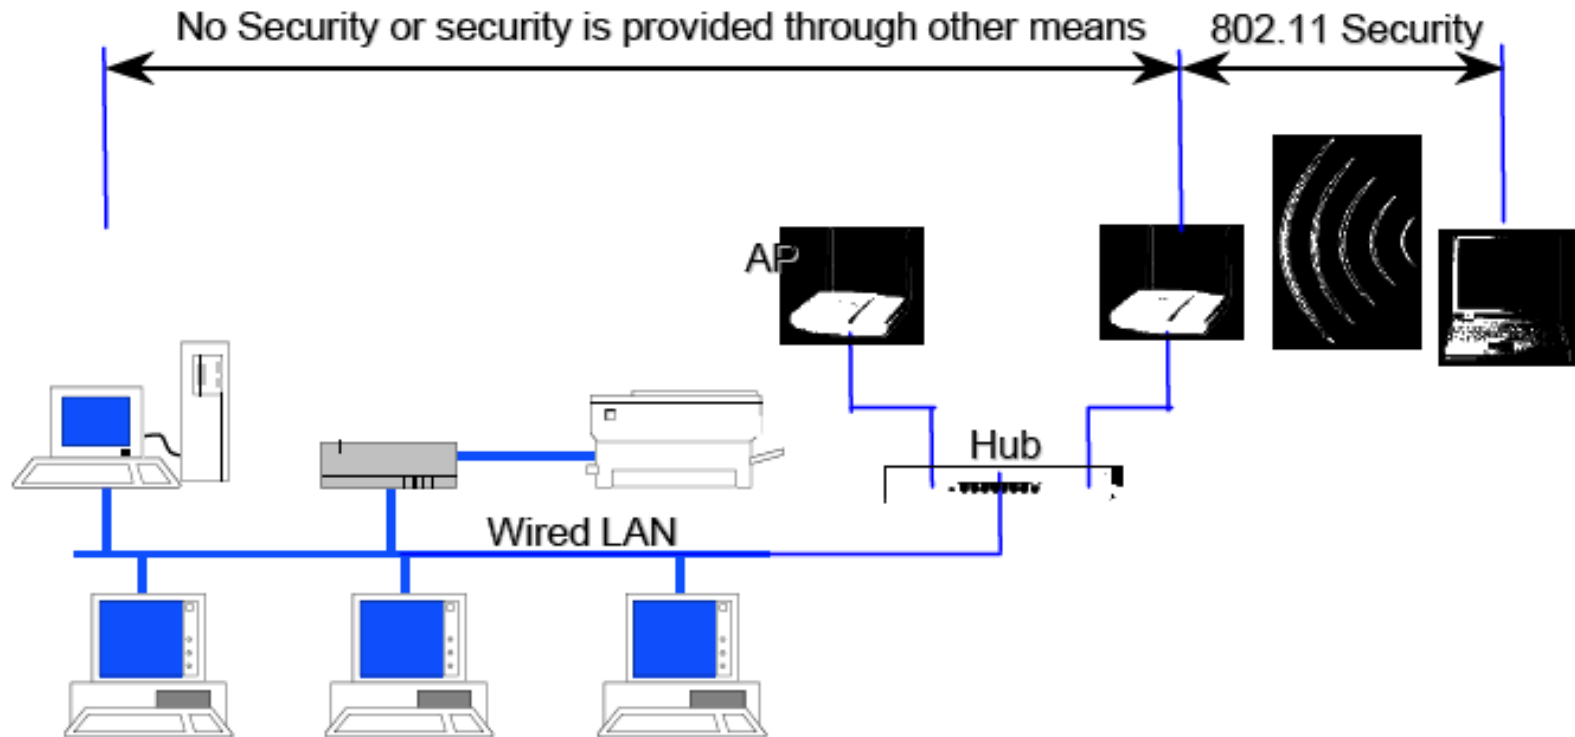 No Security or security is provided through other means
802.11 Security
AP
Hub
Wired LAN